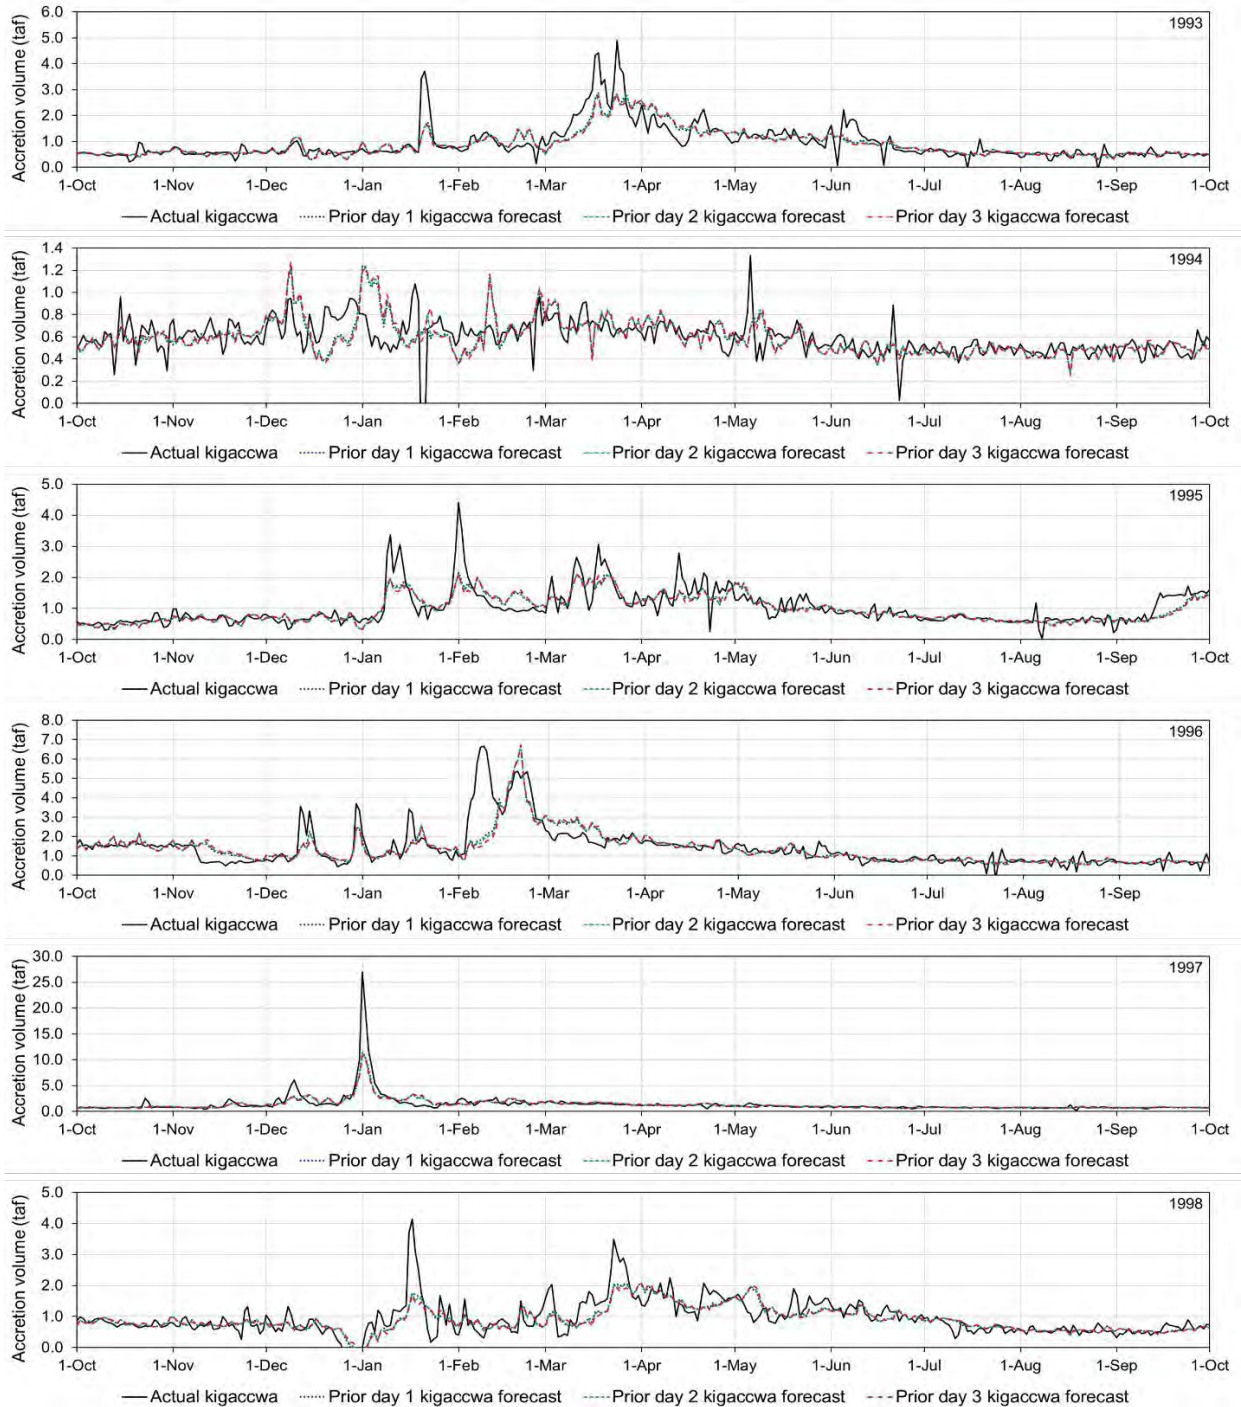 Accretion volume (taf)
6.0
5.0
4.0
3.0
2.0
1.0
0.0
1993
1-Oct 1-Nov 1-Dec 1-Jan 1-Feb 1-Mar 1-Apr 1-May 1-Jun 1-Jul 1-Aug 1-Sep 1-Oct
Actual kigaccwa Prior day 1 kigaccwa forecast Prior day 2 kigaccwa forecast Prior day 3 kigaccwa forecast
Accretion volume (taf)
1.4
1.2
1.0
0.8
0.6
0.4
0.2
0.0
1994
1-Oct 1-Nov 1-Dec 1-Jan 1-Feb 1-Mar 1-Apr 1-May 1-Jun 1-Jul 1-Aug 1-Sep 1-Oct
Actual kigaccwa Prior day 1 kigaccwa forecast Prior day 2 kigaccwa forecast Prior day 3 kigaccwa forecast
Accretion volume (taf)
5.0
4.0
3.0
2.0
1.0
0.0
1995
1-Oct 1-Nov 1-Dec 1-Jan 1-Feb 1-Mar 1-Apr 1-May 1-Jun 1-Jul 1-Aug 1-Sep 1-Oct
Actual kigaccwa Prior day 1 kigaccwa forecast Prior day 2 kigaccwa forecast Prior day 3 kigaccwa forecast
Accretion volume (taf)
8.0
7.0
6.0
5.0
4.0
3.0
2.0
1.0
0.0
1996
1-Oct 1-Nov 1-Dec 1-Jan 1-Feb 1-Mar 1-Apr 1-May 1-Jun 1-Jul 1-Aug 1-Sep
Actual kigaccwa Prior day 1 kigaccwa forecast Prior day 2 kigaccwa forecast Prior day 3 kigaccwa forecast
Accretion volume (taf)
30.0
25.0
20.0
15.0
10.0
5.0
0.0
1997
1-Oct 1-Nov 1-Dec 1-Jan 1-Feb 1-Mar 1-Apr 1-May 1-Jun 1-Jul 1-Aug 1-Sep 1-Oct
Actual kigaccwa Prior day 1 kigaccwa forecast Prior day 2 kigaccwa forecast Prior day 3 kigaccwa forecast
Accretion volume (taf)
5.0
4.0
3.0
2.0
1.0
0.0
1998
1-Oct 1-Nov 1-Dec 1-Jan 1-Feb 1-Mar 1-Apr 1-May 1-Jun 1-Jul 1-Aug 1-Sep 1-Oct
Actual kigaccwa Prior day 1 kigaccwa forecast Prior day 2 kigaccwa forecast Prior day 3 kigaccwa forecast